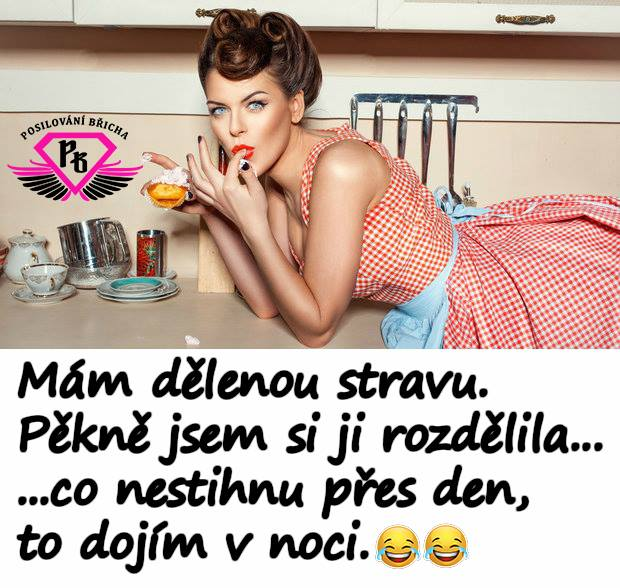 POSILOVÁNÍ BŘICHA
PB
Mám dělenou stravu.
Pěkně jsem si ji rozdělila...
...co nestihnu přes den,
to dojím v noci.😂😂